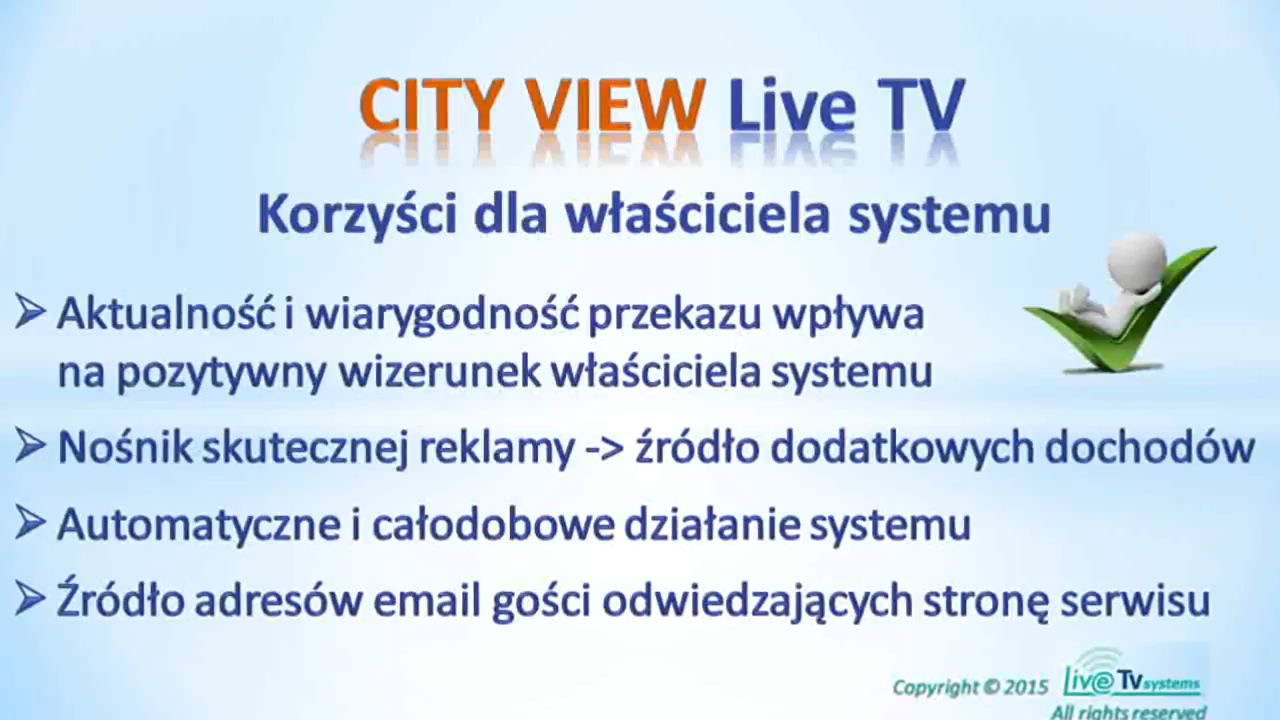 CITY VIEW Live TV
Korzyści dla właściciela systemu
➢ Aktualność i wiarygodność przekazu wpływa
na pozytywny wizerunek właściciela systemu
➢ Nośnik skutecznej reklamy -> źródło dodatkowych dochodów
➢ Automatyczne i całodobowe działanie systemu
➢ Źródło adresów email gości odwiedzających stronę serwisu
Copyright © 2015 Liv@ TV systems
All rights reserved